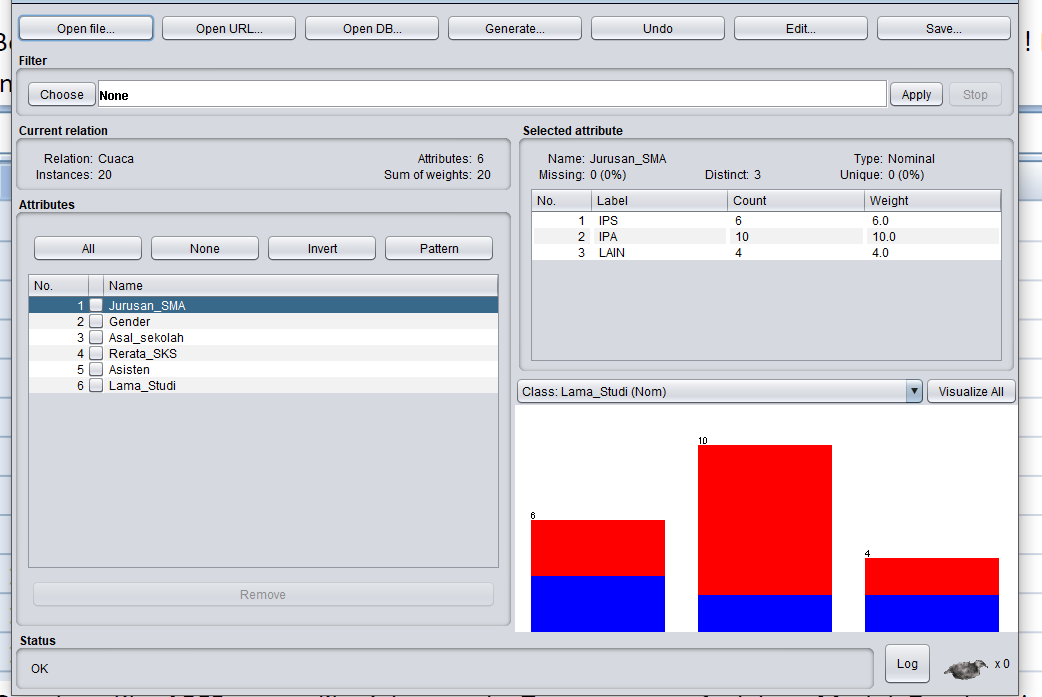 Open file...
Open URL...
Open DB...
Generate...
Undo
Edit...
Save...
Filter
Choose
None
Apply
Stop
Current relation
Relation: Cuaca
Attributes: 6
Instances: 20
Sum of weights: 20
Attributes
All
None
Invert
Pattern
No. Name
1 Jurusan_SMA
2 Gender
3 Asal_sekolah
4 Rerata_SKS
5 Asisten
6 Lama_Studi
Remove
Selected attribute
Name: Jurusan_SMA
Type: Nominal
Missing: 0 (0%)
Distinct: 3
Unique: 0 (0%)
No. Label Count Weight
1 IPS 6 6.0
2 IPA 10 10.0
3 LAIN 4 4.0
Class: Lama_Studi (Nom)
Visualize All
6
10
4
Status
OK
Log
x 0